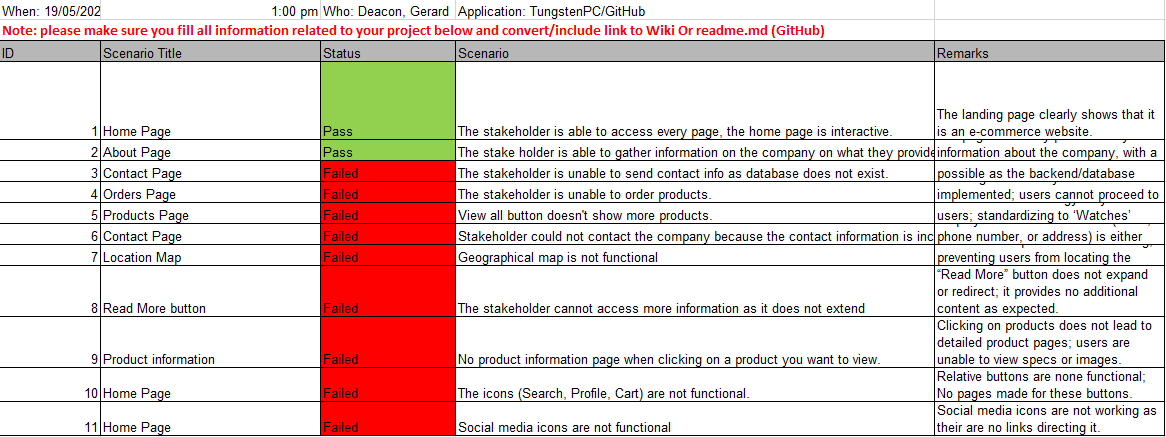 When: 19/05/202 1:00 pm Who: Deacon, Gerard Application: TungstenPC/GitHub
Note: please make sure you fill all information related to your project below and convert/include link to Wiki Or readme.md (GitHub)
ID Scenario Title Status Scenario Remarks
The landing page clearly shows that it
1 Home Page Pass The stakeholder is able to access every page, the home page is interactive. is an e-commerce website.
2 About Page Pass The stake holder is able to gather information on the company on what they provide information about the company, with a
3 Contact Page Failed The stakeholder is unable to send contact info as database does not exist. possible as the backend/database
4 Orders Page Failed The stakeholder is unable to order products. implemented; users cannot proceed to
5 Products Page Failed View all button doesn't show more products. users; standardizing to ‘Watches’
6 Contact Page Failed Stakeholder could not contact the company because the contact information is inc phone number, or address) is either
7 Location Map Failed Geographical map is not functional preventing users from locating the
“Read More” button does not expand
or redirect; it provides no additional
8 Read More button Failed The stakeholder cannot access more information as it does not extend content as expected.
Clicking on products does not lead to
detailed product pages; users are
9 Product information Failed No product information page when clicking on a product you want to view. unable to view specs or images.
Relative buttons are none functional;
10 Home Page Failed The icons (Search, Profile, Cart) are not functional. No pages made for these buttons.
Social media icons are not working as
11 Home Page Failed Social media icons are not functional their are no links directing it.